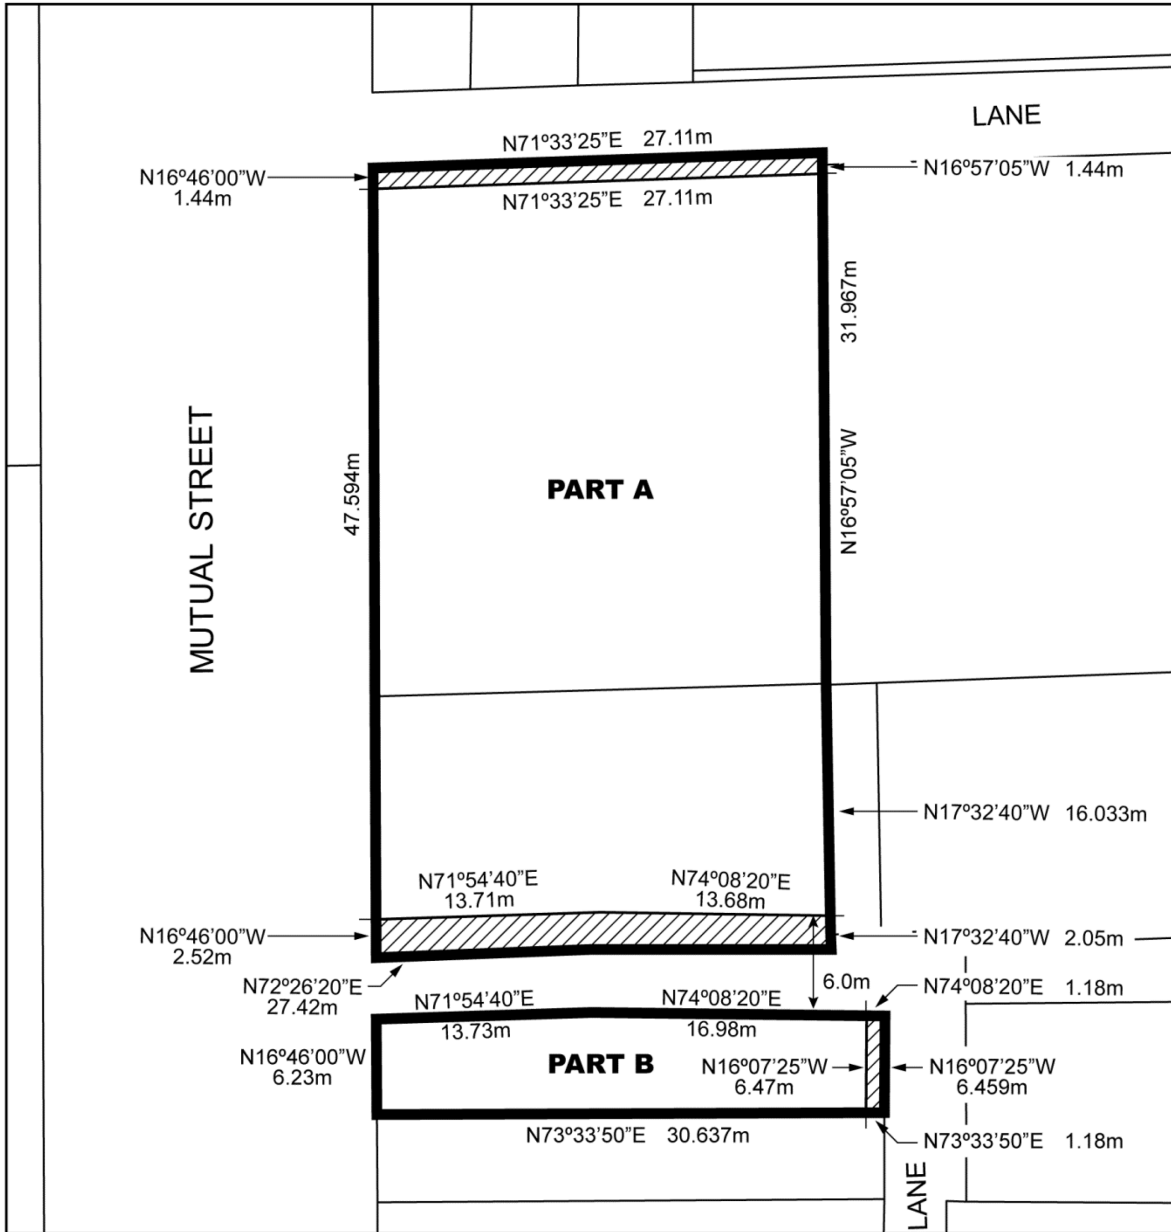 LANE
N71º33'25"E 27.11m
N16º46'00"W
1.44m
N16º57'05"W 1.44m
N71º33'25"E 27.11m
31.967m
MUTUAL STREET
47.594m
PART A
N16º57'05"W
N17º32'40"W 16.033m
N71º54'40"E
13.71m
N74º08'20"E
13.68m
N16º46'00"W
2.52m
N17º32'40"W 2.05m
N72º26'20"E
27.42m
6.0m
N74º08'20"E 1.18m
N71º54'40"E
13.73m
N74º08'20"E
16.98m
N16º46'00"W
6.23m
PART B
N16º07'25"W
6.47m
N16º07'25"W
6.459m
N73º33'50"E 30.637m
N73º33'50"E 1.18m
LANE